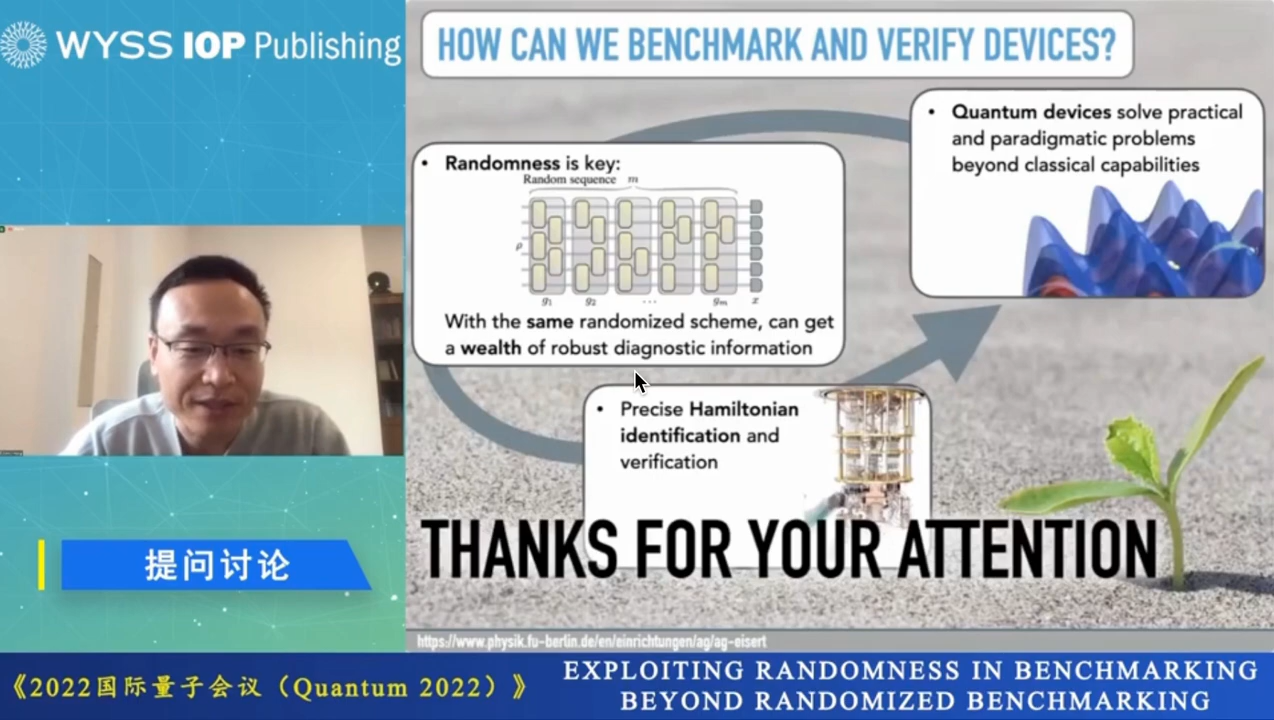 WYSS IOP Publishing
HOW CAN WE BENCHMARK AND VERIFY DEVICES?
• Quantum devices solve practical
and paradigmatic problems
beyond classical capabilities
• Randomness is key:
Random sequence m
ρ
g₁ g₂ ... gₘ x
With the same randomized scheme, can get
a wealth of robust diagnostic information
• Precise Hamiltonian
identification and
verification
THANKS FOR YOUR ATTENTION
提问讨论
https://www.physik.fu-berlin.de/en/einrichtungen/ag/ag-eisert
《2022国际量子会议（Quantum 2022）》
EXPLOITING RANDOMNESS IN BENCHMARKING
BEYOND RANDOMIZED BENCHMARKING